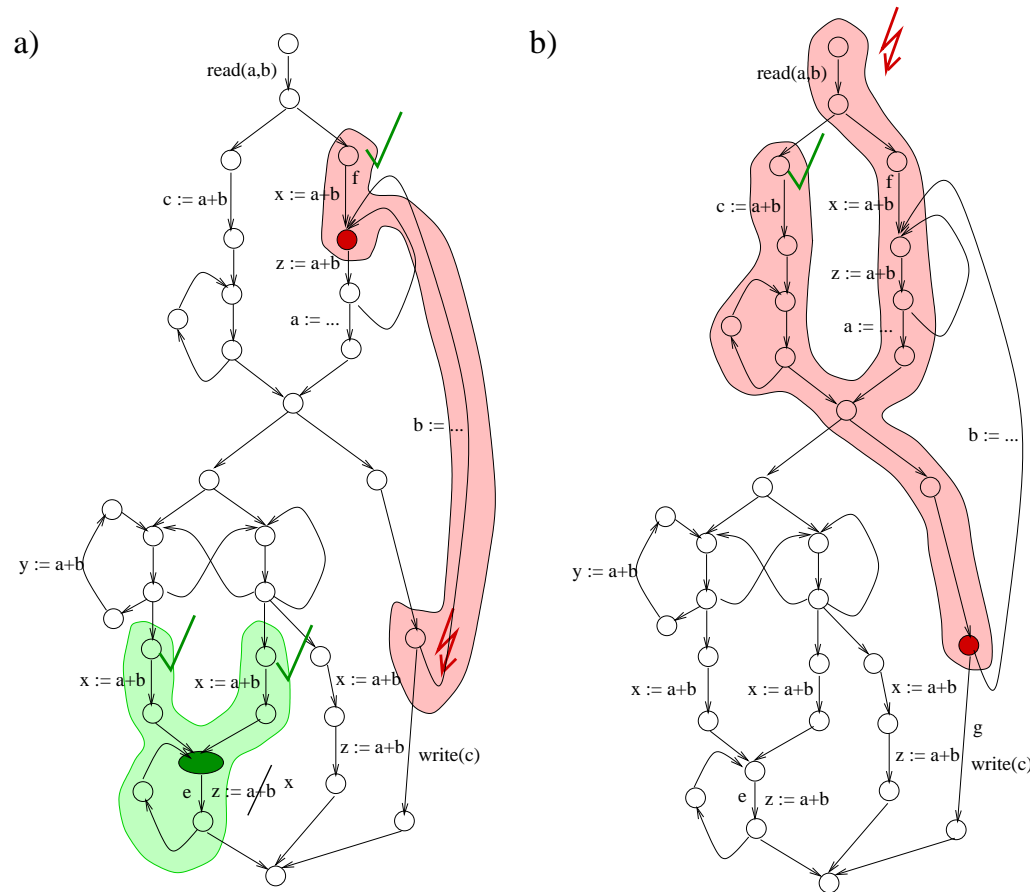 a)
read(a,b)
f
c := a+b
x := a+b
z := a+b
a := ...
b := ...
y := a+b
x := a+b
x := a+b
x := a+b
z := a+b
write(c)
e
z := a+b
x
b)
read(a,b)
f
c := a+b
x := a+b
z := a+b
a := ...
b := ...
y := a+b
x := a+b
x := a+b
x := a+b
g
z := a+b
write(c)
e
z := a+b